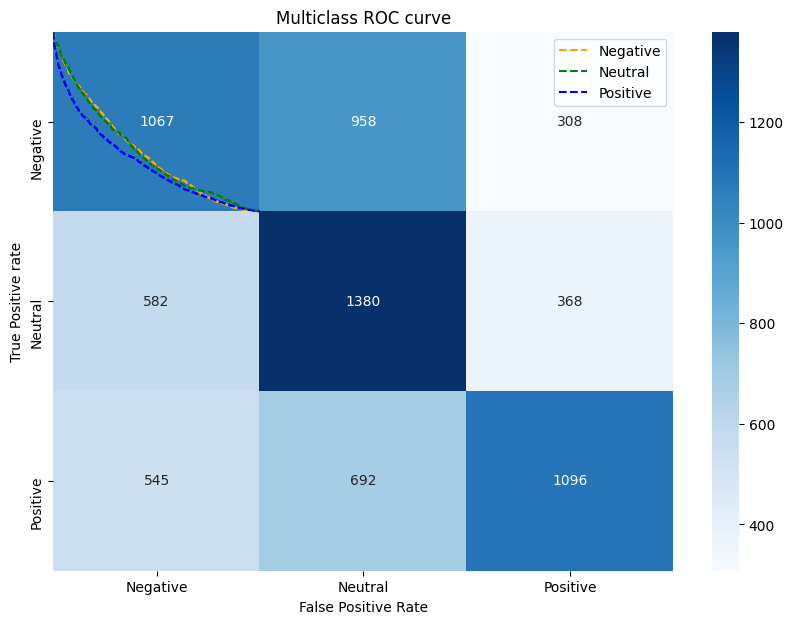 Multiclass ROC curve
Negative
Neutral
Positive
True Positive rate
Negative
1067
958
308
Neutral
582
1380
368
Positive
545
692
1096
Negative
Neutral
Positive
False Positive Rate
1200
1000
800
600
400